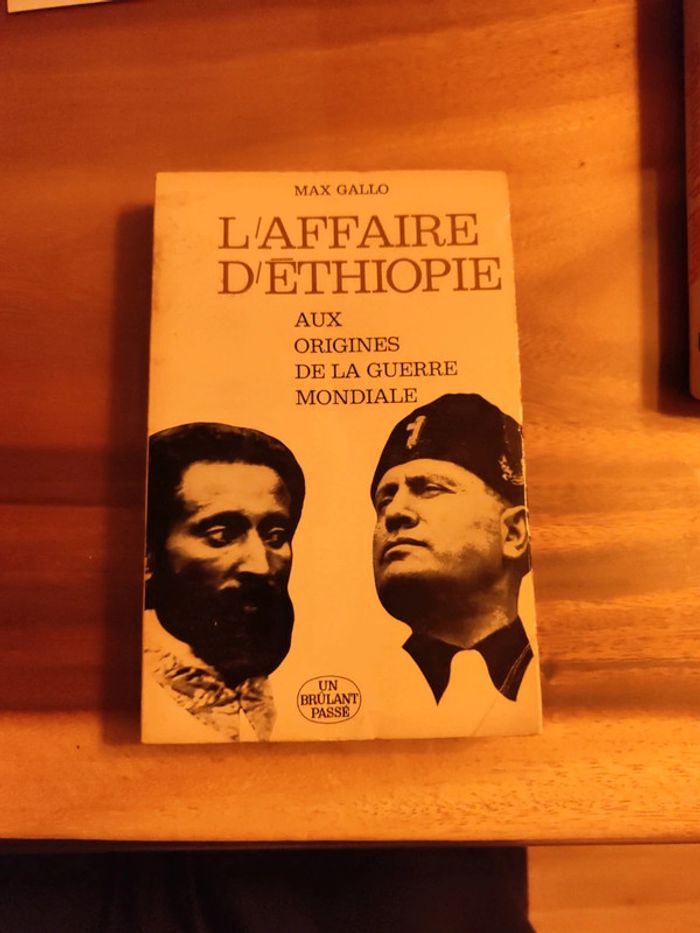 MAX GALLO
L'AFFAIRE
D'ÉTHIOPIE
AUX
ORIGINES
DE LA GUERRE
MONDIALE
UN
BRÛLANT
PASSÉ